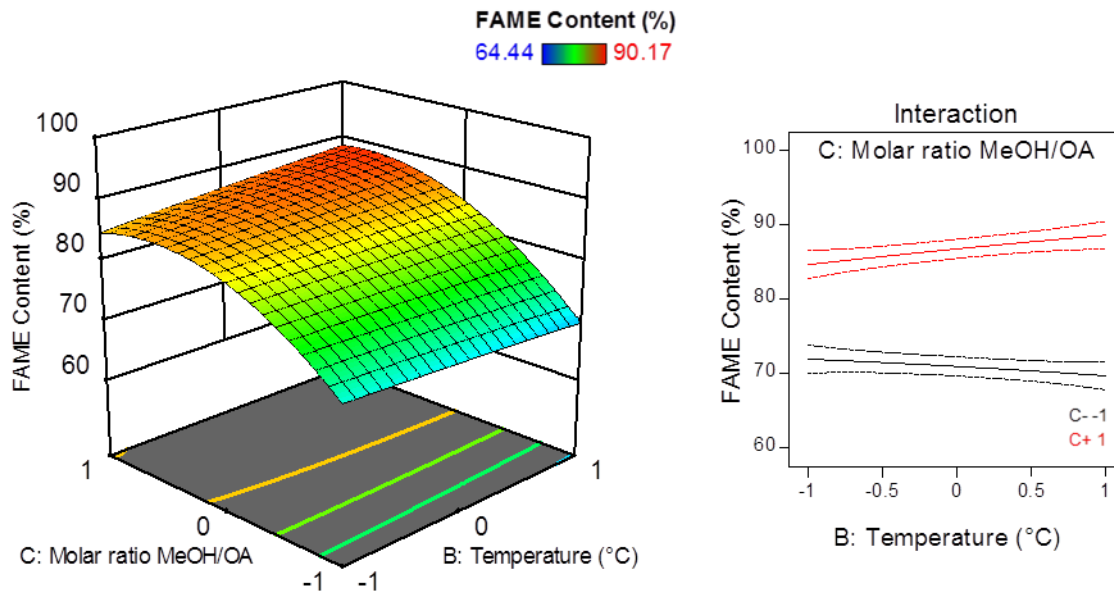 FAME Content (%)
64.44 90.17
100
90
80
70
60
FAME Content (%)
1
0
-1
C: Molar ratio MeOH/OA
-1
0
1
B: Temperature (°C)
Interaction
C: Molar ratio MeOH/OA
100
90
80
70
60
FAME Content (%)
C- -1
C+ 1
-1 -0.5 0 0.5 1
B: Temperature (°C)